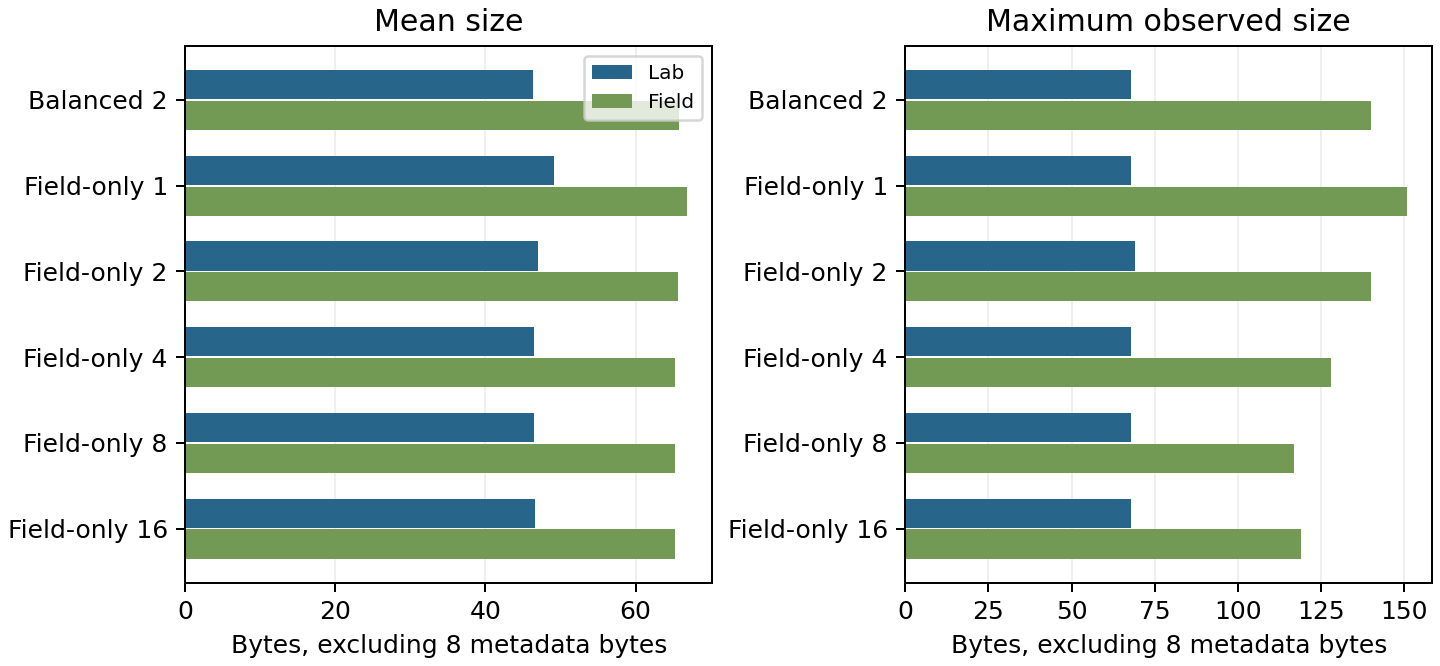 Mean size
Balanced 2
Field-only 1
Field-only 2
Field-only 4
Field-only 8
Field-only 16
Lab
Field
0 20 40 60
Bytes, excluding 8 metadata bytes
Maximum observed size
Balanced 2
Field-only 1
Field-only 2
Field-only 4
Field-only 8
Field-only 16
0 25 50 75 100 125 150
Bytes, excluding 8 metadata bytes